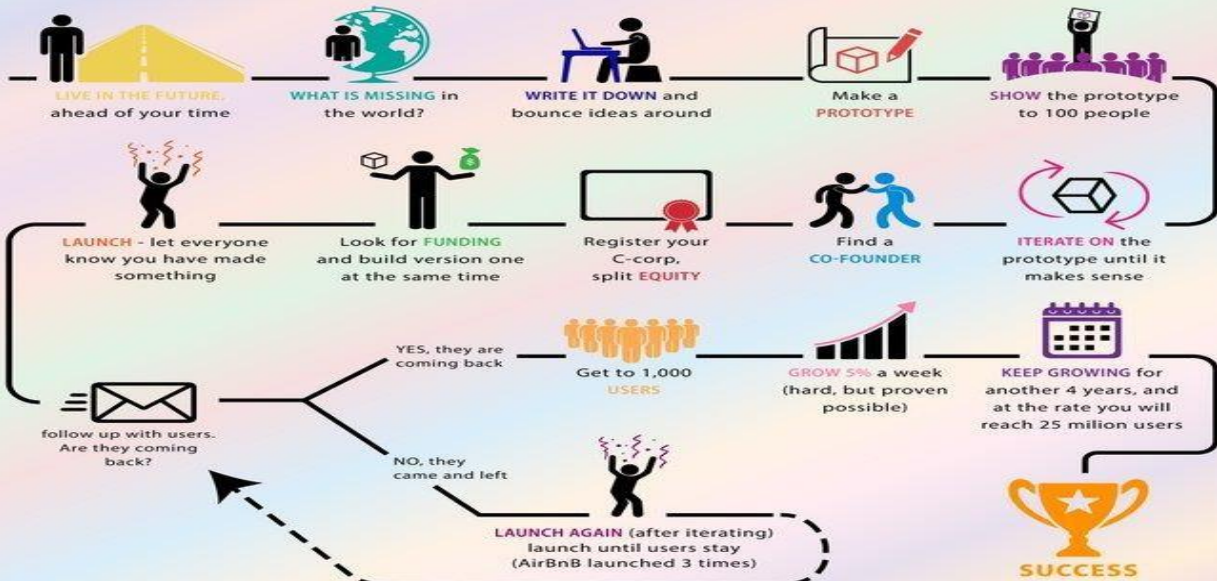 LIVE IN THE FUTURE,
ahead of your time
WHAT IS MISSING in
the world?
WRITE IT DOWN and
bounce ideas around
Make a
PROTOTYPE
SHOW the prototype
to 100 people
ITERATE ON the
prototype until it
makes sense
Find a
CO-FOUNDER
Register your
C-corp,
split EQUITY
Look for FUNDING
and build version one
at the same time
LAUNCH - let everyone
know you have made
something
follow up with users.
Are they coming
back?
YES, they are
coming back
Get to 1,000
USERS
GROW 5% a week
(hard, but proven
possible)
KEEP GROWING for
another 4 years, and
at the rate you will
reach 25 milion users
NO, they
came and left
LAUNCH AGAIN (after iterating)
launch until users stay
(AirBnB launched 3 times)
SUCCESS